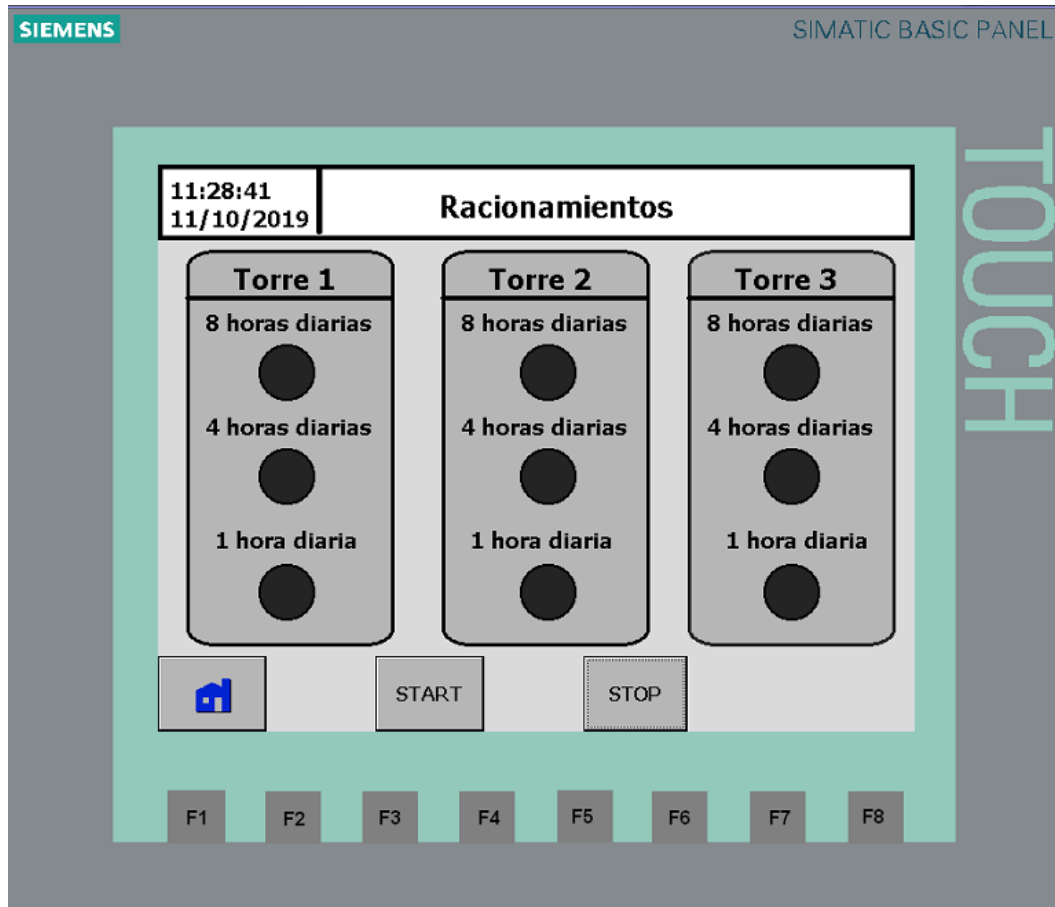 SIEMENS
SIMATIC BASIC PANEL
TOUCH
11:28:41
11/10/2019
Racionamientos
Torre 1
8 horas diarias
4 horas diarias
1 hora diaria
Torre 2
8 horas diarias
4 horas diarias
1 hora diaria
Torre 3
8 horas diarias
4 horas diarias
1 hora diaria
START
STOP
F1 F2 F3 F4 F5 F6 F7 F8